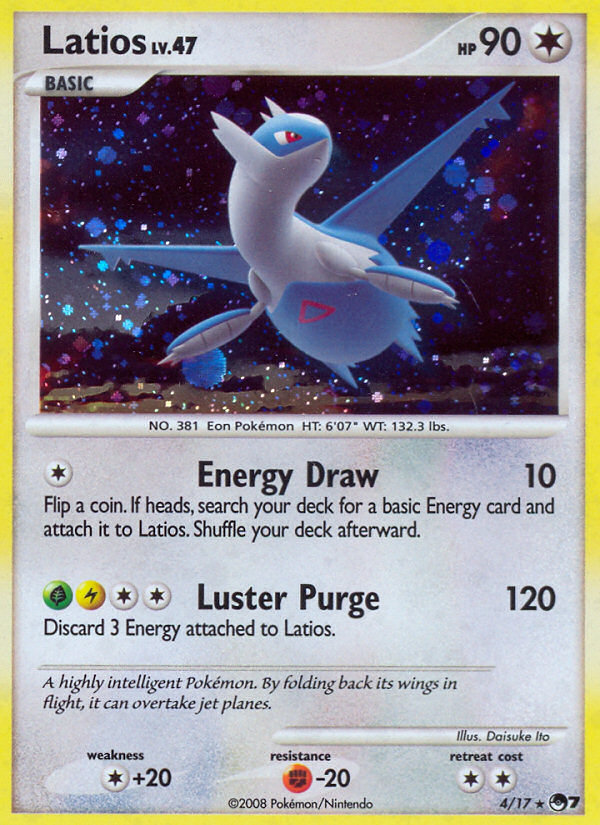 Latios LV.47
HP 90
BASIC
NO. 381 Eon Pokémon HT: 6'07" WT: 132.3 lbs.
Energy Draw 10
Flip a coin. If heads, search your deck for a basic Energy card and
attach it to Latios. Shuffle your deck afterward.
Luster Purge 120
Discard 3 Energy attached to Latios.
A highly intelligent Pokémon. By folding back its wings in
flight, it can overtake jet planes.
Illus. Daisuke Ito
weakness resistance retreat cost
+20 -20
©2008 Pokémon/Nintendo 4/17 ★ 7